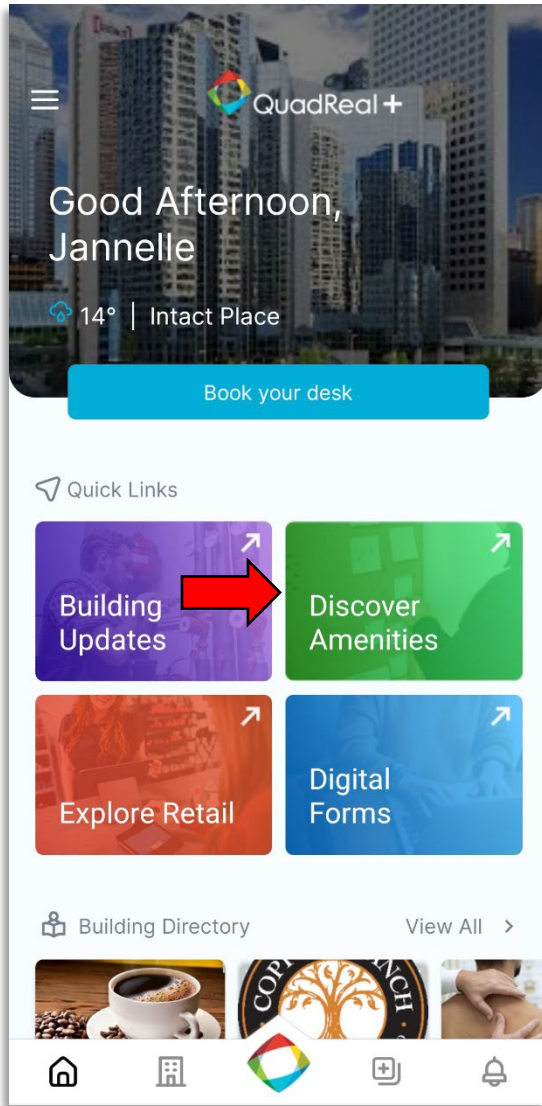 QuadReal+
Good Afternoon,
Jannelle
14° | Intact Place
Book your desk
Quick Links
Building
Updates
Discover
Amenities
Explore Retail
Digital
Forms
Building Directory
View All >